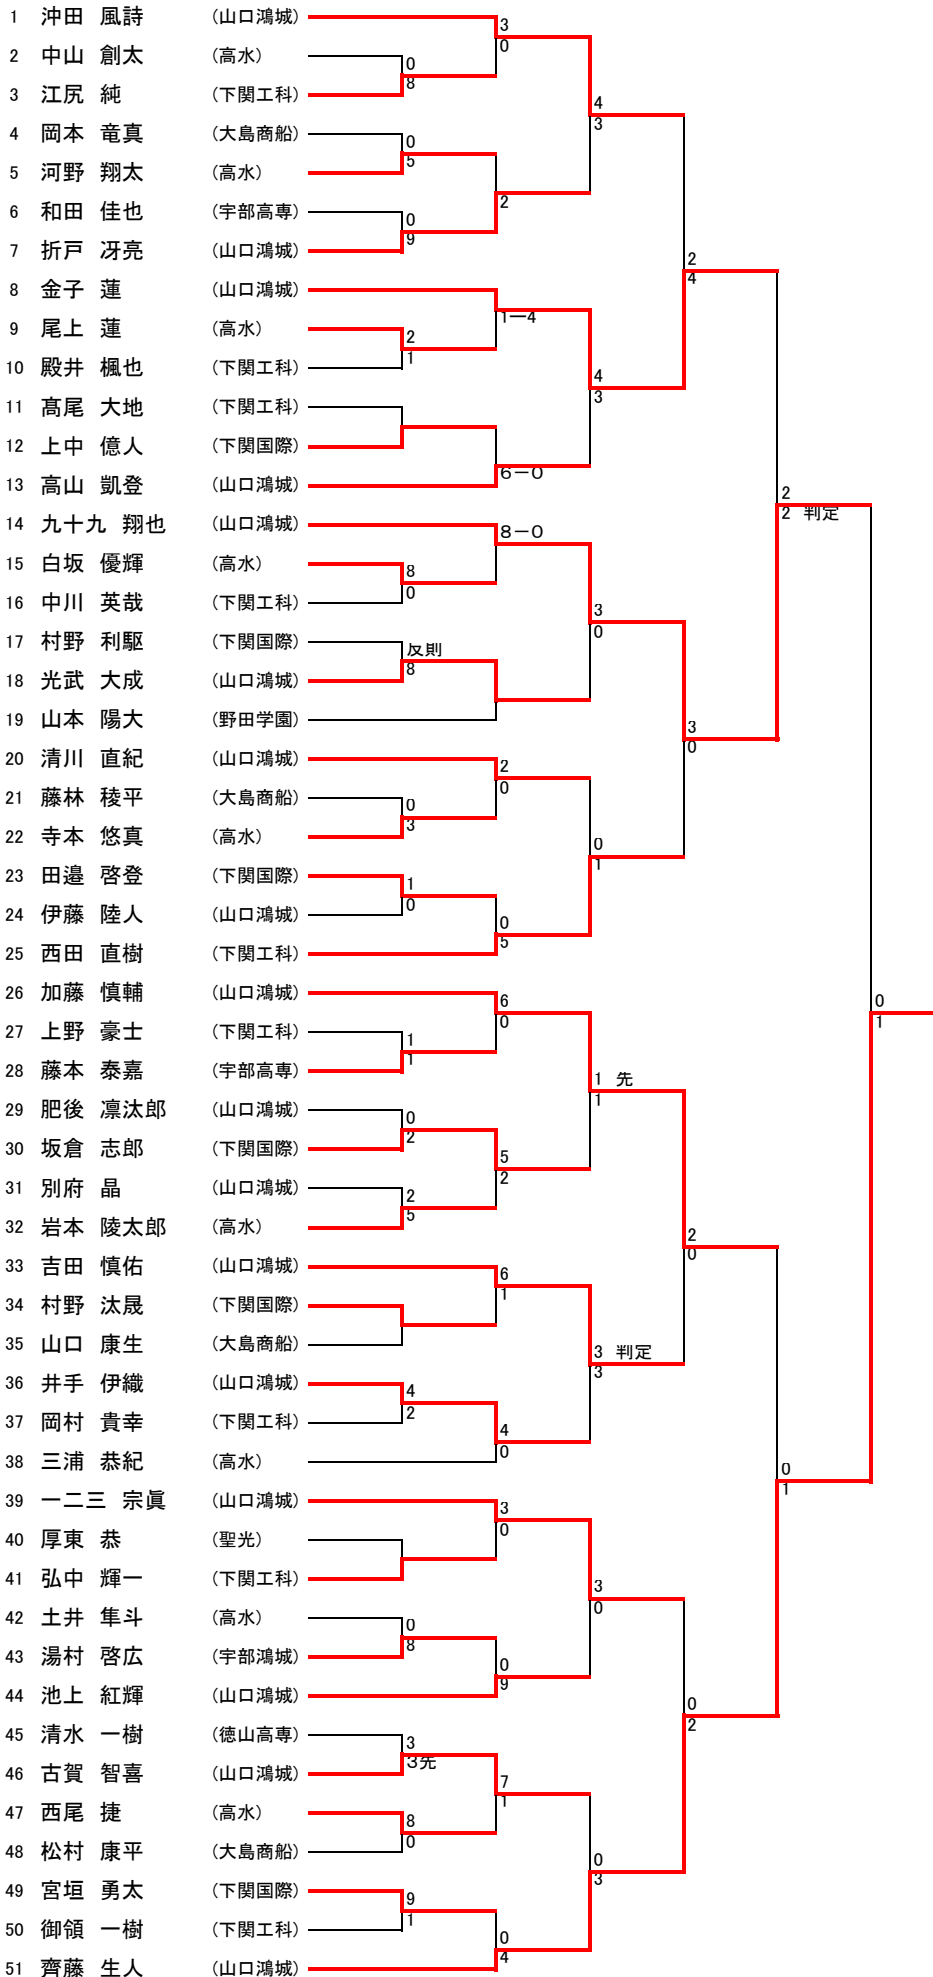 1 沖田 風詩 (山口鴻城)
2 中山 創太 (高水)
3 江尻 純 (下関工科)
4 岡本 竜真 (大島商船)
5 河野 翔太 (高水)
6 和田 佳也 (宇部高専)
7 折戸 冴亮 (山口鴻城)
8 金子 蓮 (山口鴻城)
9 尾上 蓮 (高水)
10 殿井 楓也 (下関工科)
11 髙尾 大地 (下関工科)
12 上中 億人 (下関国際)
13 高山 凱登 (山口鴻城)
14 九十九 翔也 (山口鴻城)
15 白坂 優輝 (高水)
16 中川 英哉 (下関工科)
17 村野 利駆 (下関国際)
18 光武 大成 (山口鴻城)
19 山本 陽大 (野田学園)
20 清川 直紀 (山口鴻城)
21 藤林 稜平 (大島商船)
22 寺本 悠真 (高水)
23 田邉 啓登 (下関国際)
24 伊藤 陸人 (山口鴻城)
25 西田 直樹 (下関工科)
26 加藤 慎輔 (山口鴻城)
27 上野 豪士 (下関工科)
28 藤本 泰嘉 (宇部高専)
29 肥後 凛汰郎 (山口鴻城)
30 坂倉 志郎 (下関国際)
31 別府 晶 (山口鴻城)
32 岩本 陵太郎 (高水)
33 吉田 慎佑 (山口鴻城)
34 村野 汰晟 (下関国際)
35 山口 康生 (大島商船)
36 井手 伊織 (山口鴻城)
37 岡村 貴幸 (下関工科)
38 三浦 恭紀 (高水)
39 一二三 宗眞 (山口鴻城)
40 厚東 恭 (聖光)
41 弘中 輝一 (下関工科)
42 土井 隼斗 (高水)
43 湯村 啓広 (宇部鴻城)
44 池上 紅輝 (山口鴻城)
45 清水 一樹 (徳山高専)
46 古賀 智喜 (山口鴻城)
47 西尾 捷 (高水)
48 松村 康平 (大島商船)
49 宮垣 勇太 (下関国際)
50 御領 一樹 (下関工科)
51 齊藤 生人 (山口鴻城)
0
8
0
5
0
9
2
1
8
0
反則
8
0
3
1
0
1
1
0
2
2
5
4
2
0
8
3
3先
8
0
9
1
3
0
2
1ー4
6－0
8－0
2
0
0
5
6
0
5
2
6
1
4
0
3
0
0
9
7
1
0
4
4
3
4
3
3
0
0
1
1 先
1
3 判定
3
3
0
0
3
2
4
3
0
2
0
0
2
2
2 判定
0
1
0
1